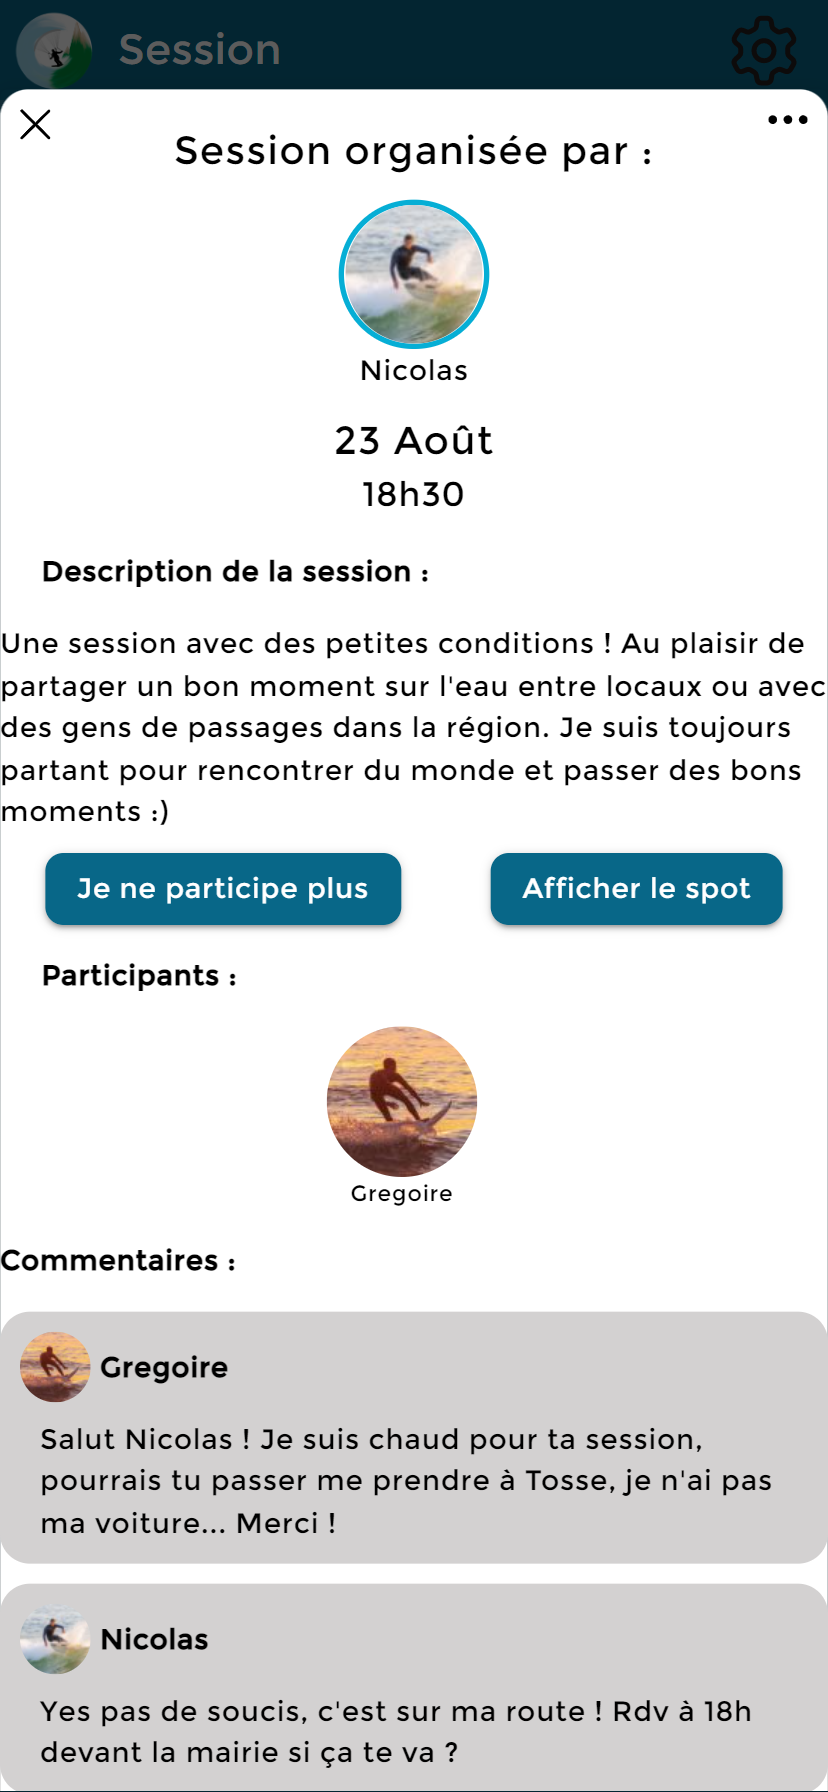 Session
Session organisée par :
Nicolas
23 Août
18h30
Description de la session :
Une session avec des petites conditions ! Au plaisir de
partager un bon moment sur l'eau entre locaux ou avec
des gens de passages dans la région. Je suis toujours
partant pour rencontrer du monde et passer des bons
moments :)
Je ne participe plus
Afficher le spot
Participants :
Gregoire
Commentaires :
Gregoire
Salut Nicolas ! Je suis chaud pour ta session,
pourrais tu passer me prendre à Tosse, je n'ai pas
ma voiture... Merci !
Nicolas
Yes pas de soucis, c'est sur ma route ! Rdv à 18h
devant la mairie si ça te va ?